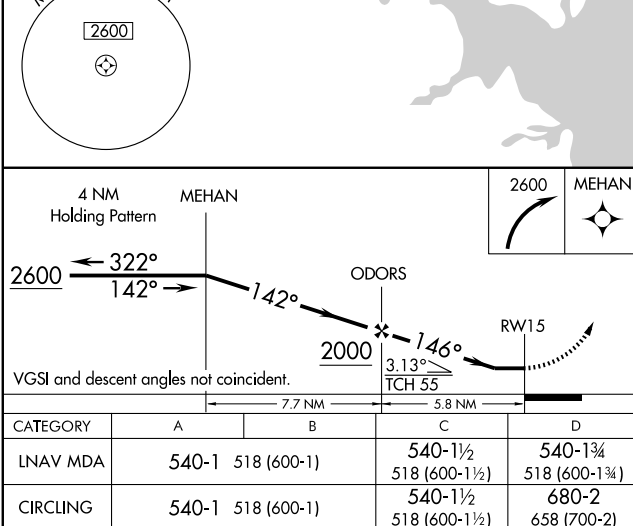 2600
4 NM
Holding Pattern
MEHAN
2600
MEHAN
2600
322°
142°
142°
ODORS
2000
146°
RW15
3.13°
TCH 55
VGSI and descent angles not coincident.
7.7 NM
5.8 NM
CATEGORY A B C D
LNAV MDA 540-1 518 (600-1) 540-1½ 518 (600-1½) 540-1¾ 518 (600-1¾)
CIRCLING 540-1 518 (600-1) 540-1½ 518 (600-1½) 680-2 658 (700-2)